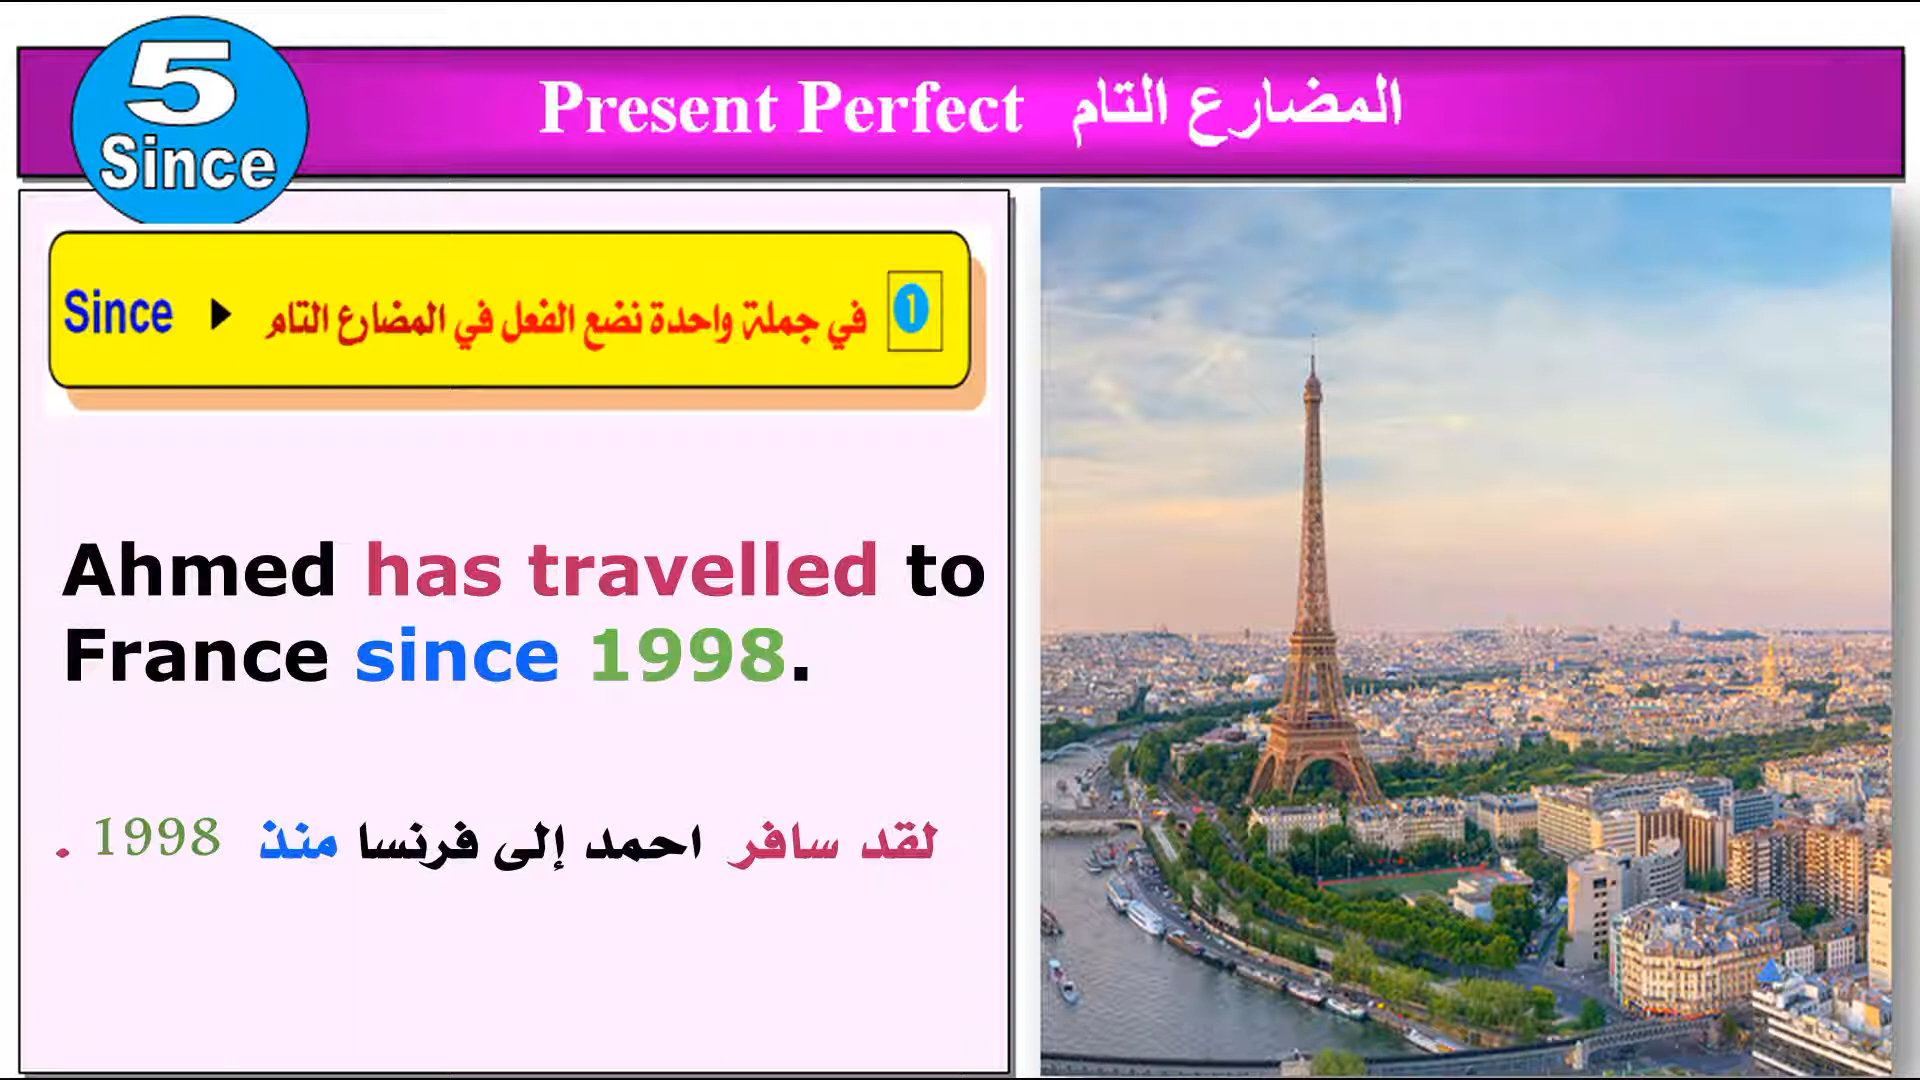 5
Since
Present Perfect المضارع التام
❶ في جملة واحدة نضع الفعل في المضارع التام ► Since
Ahmed has travelled to
France since 1998.
لقد سافر احمد إلى فرنسا منذ 1998 .